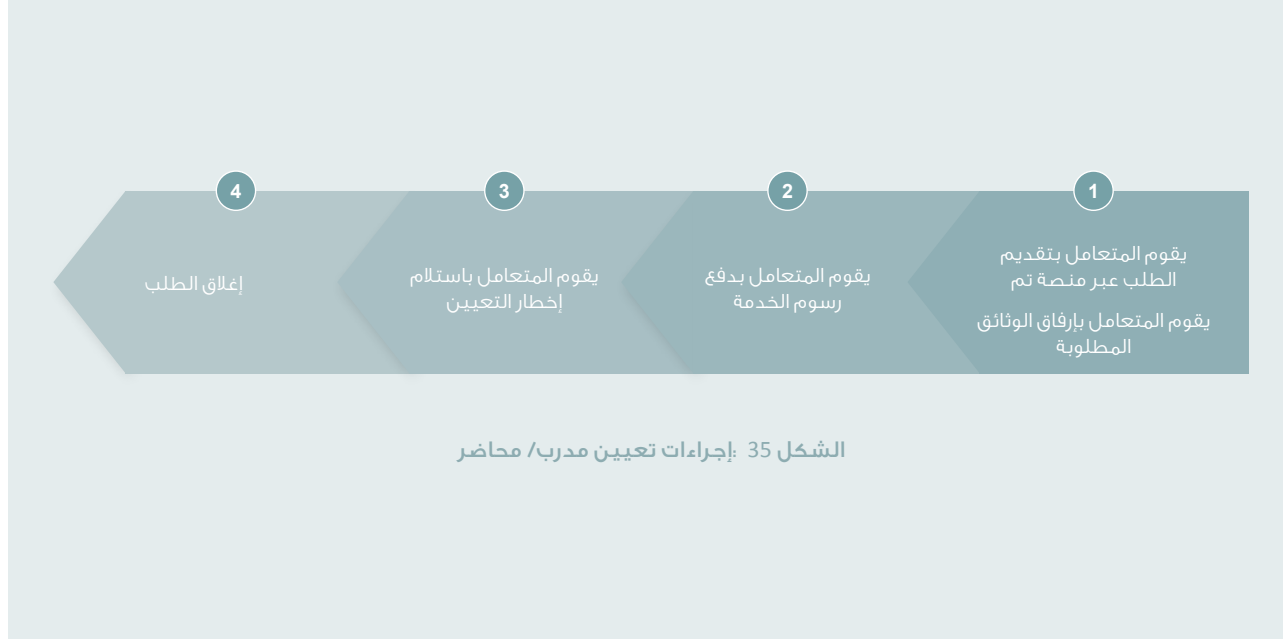 1
يقوم المتعامل بتقديم
الطلب عبر منصة تم
يقوم المتعامل بإرفاق الوثائق
المطلوبة
2
يقوم المتعامل بدفع
رسوم الخدمة
3
يقوم المتعامل باستلام
إخطار التعيين
4
إغلاق الطلب
الشكل 35 :إجراءات تعيين مدرب/ محاضر